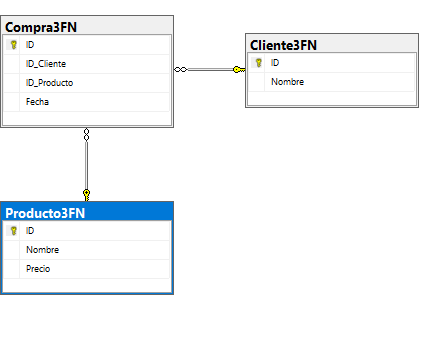 Compra3FN
ID
ID_Cliente
ID_Producto
Fecha
Cliente3FN
ID
Nombre
Producto3FN
ID
Nombre
Precio